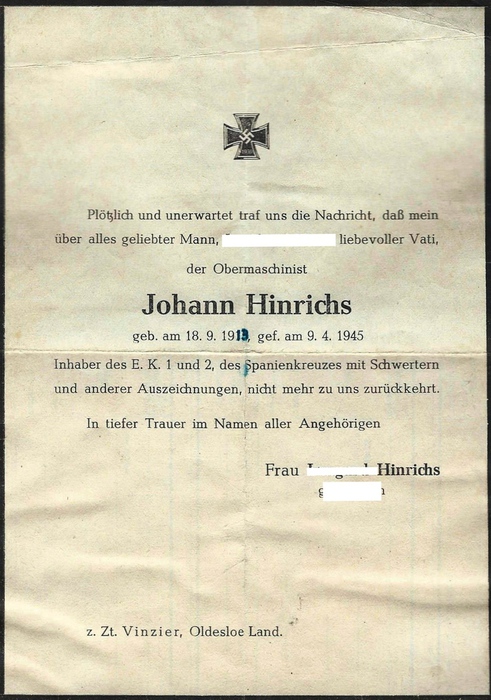 Plötzlich und unerwartet traf uns die Nachricht, daß mein
über alles geliebter Mann, liebevoller Vati,
der Obermaschinist
Johann Hinrichs
geb. am 18. 9. 1913, gef. am 9. 4. 1945
Inhaber des E. K. 1 und 2, des Spanienkreuzes mit Schwertern
und anderer Auszeichnungen, nicht mehr zu uns zurückkehrt.
In tiefer Trauer im Namen aller Angehörigen
Frau Hinrichs
z. Zt. Vinzier, Oldesloe Land.